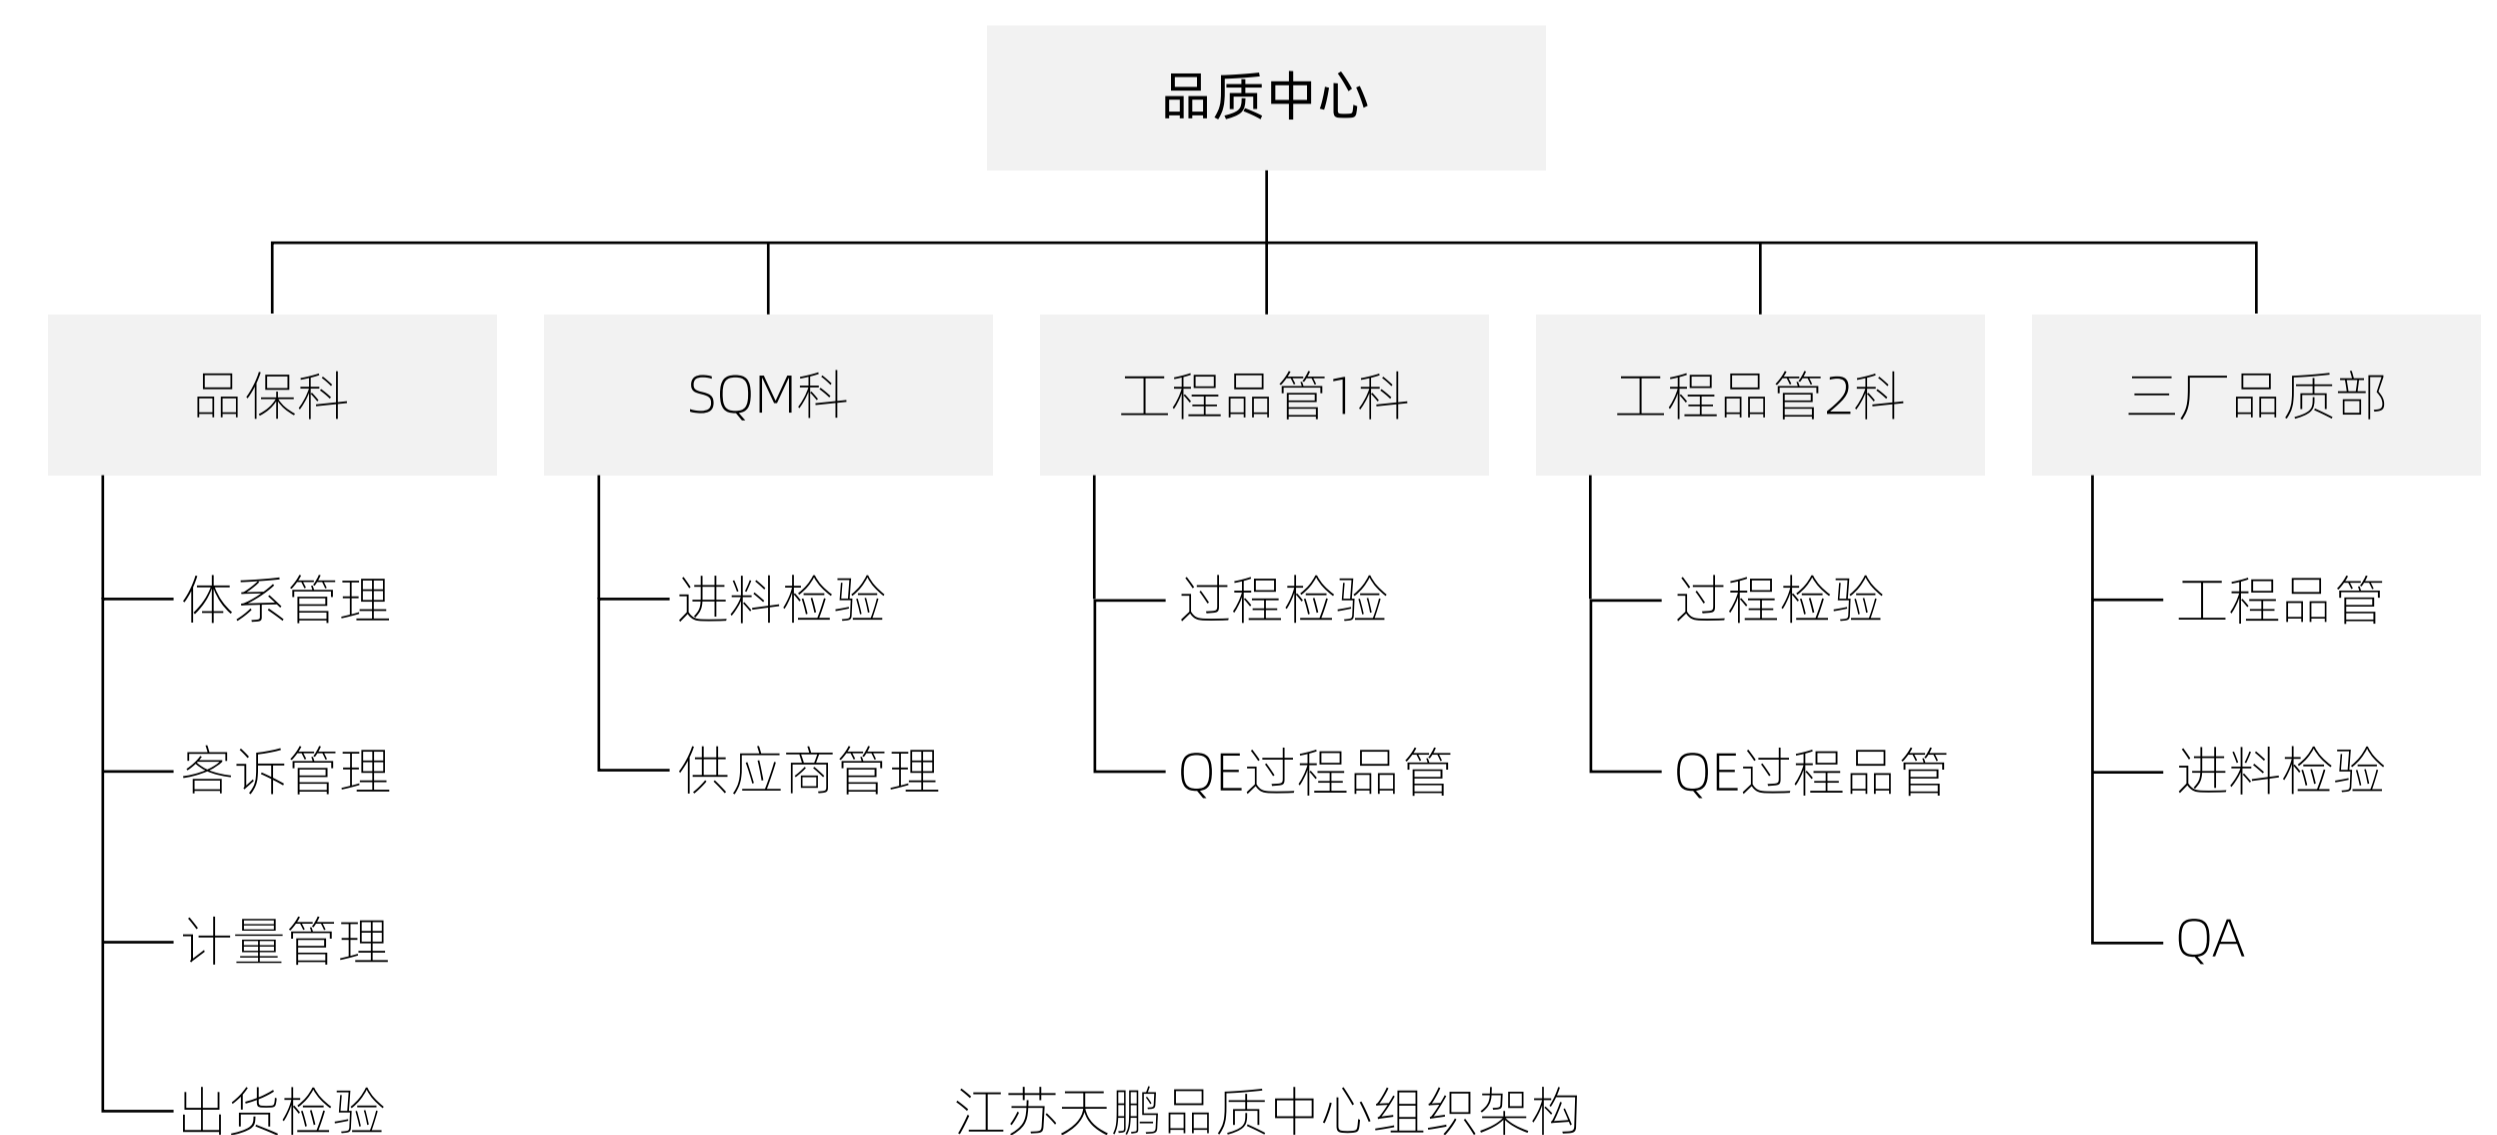 品质中心
品保科
SQM科
工程品管1科
工程品管2科
三厂品质部
体系管理
进料检验
过程检验
过程检验
工程品管
客诉管理
供应商管理
QE过程品管
QE过程品管
进料检验
计量管理
QA
出货检验
江苏天鹏品质中心组织架构